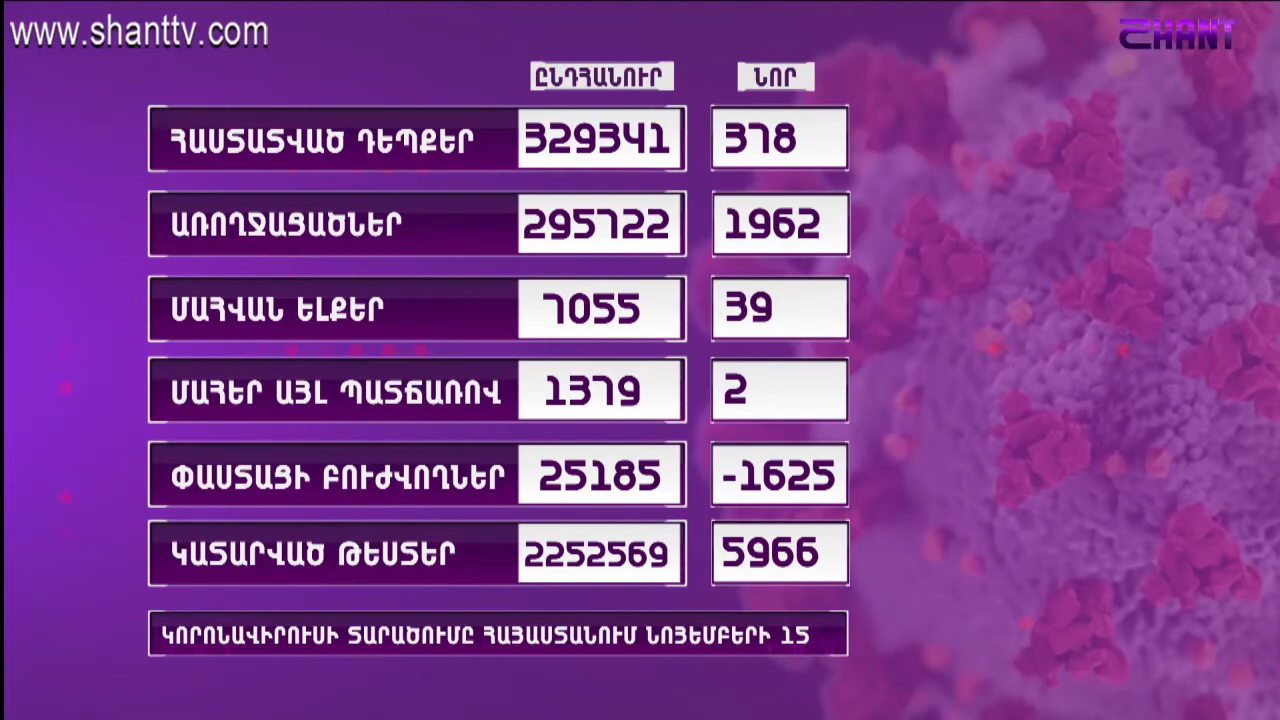 www.shanttv.com
SHANT
ԸՆԴՀԱՆՈՒՐ ՆՈՐ
ՀԱՍՏԱՏՎԱԾ ԴԵՊՔԵՐ 329341 378
ԱՌՈՂՋԱՑԱԾՆԵՐ 295722 1962
ՄԱՀՎԱՆ ԵԼՔԵՐ 7055 39
ՄԱՀԵՐ ԱՅԼ ՊԱՏՃԱՌՈՎ 1379 2
ՓԱՍՏԱՑԻ ԲՈՒԺՎՈՂՆԵՐ 25185 -1625
ԿԱՏԱՐՎԱԾ ԹԵՍՏԵՐ 2252569 5966
ԿՈՐՈՆԱՎԻՐՈՒՍԻ ՏԱՐԱԾՈՒՄԸ ՀԱՅԱՍՏԱՆՈՒՄ ՆՈՅԵՄԲԵՐԻ 15